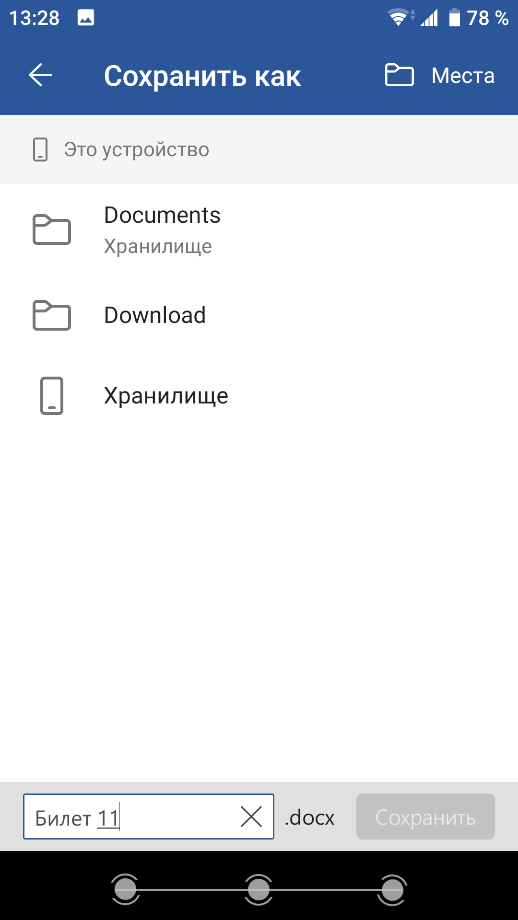 13:28 78 %
Сохранить как Места
Это устройство
Documents
Хранилище
Download
Хранилище
Билет 11 .docx Сохранить